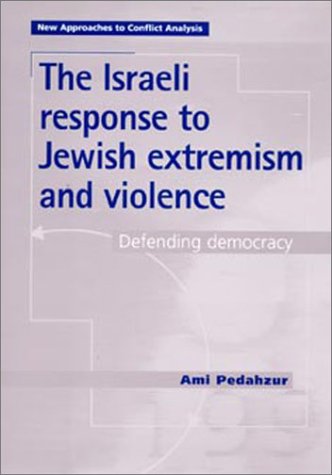 New Approaches to Conflict Analysis
The Israeli
response to
Jewish extremism
and violence
Defending democracy
Ami Pedahzur